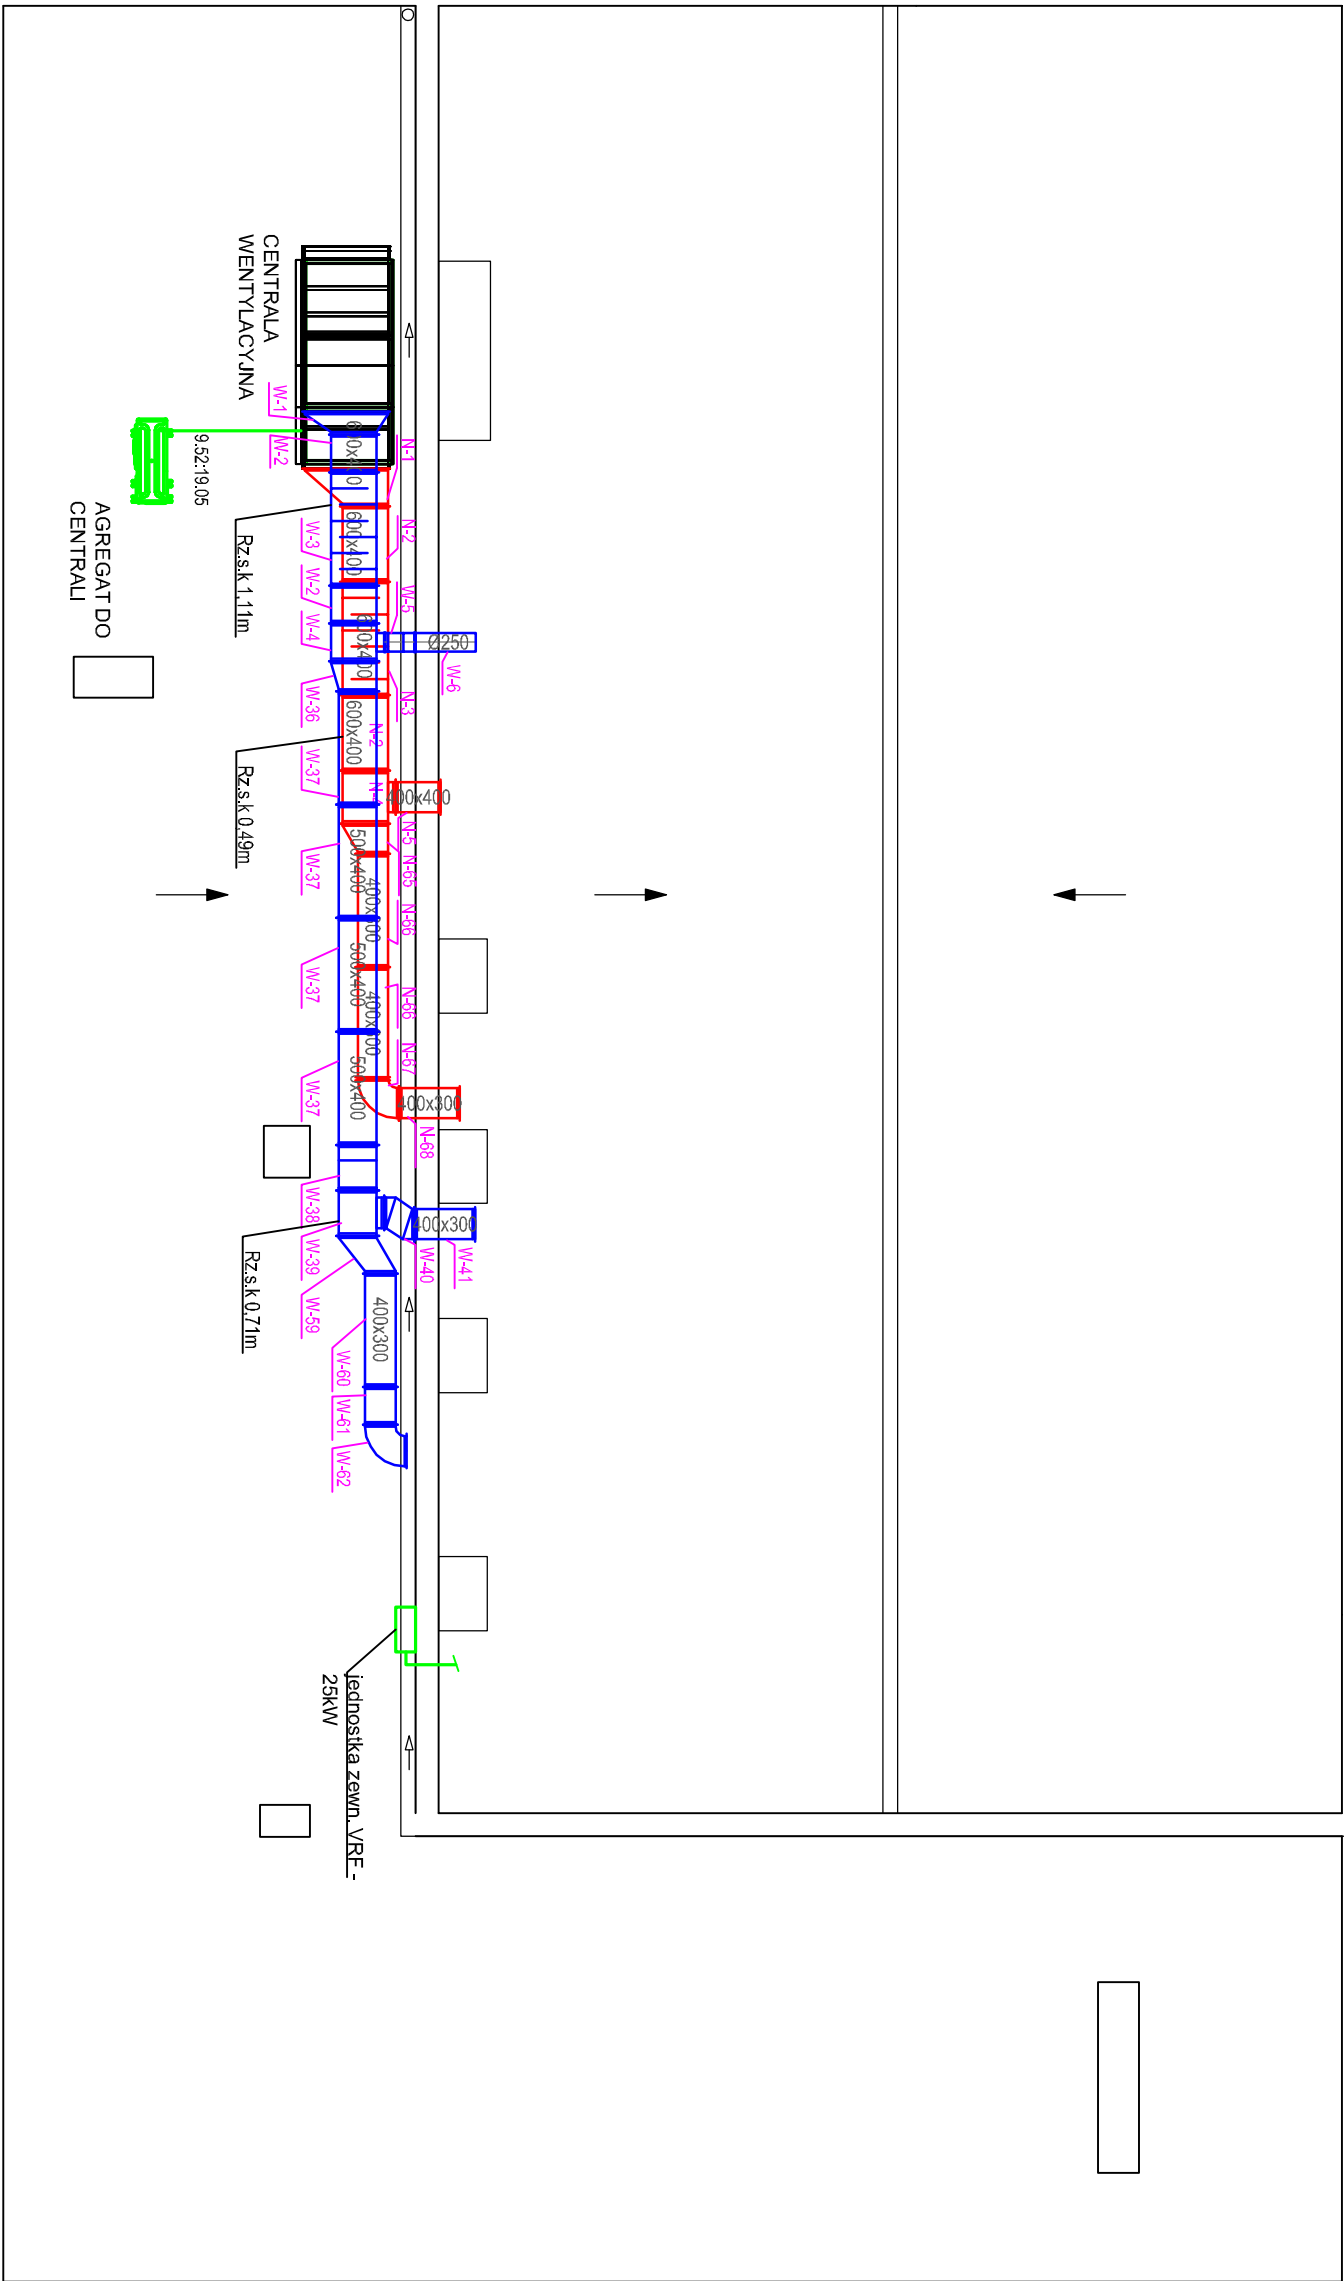 CENTRALA
WENTYLACYJNA
W-1
W-2
9.52:19.05
AGREGAT DO
CENTRALI
Rz.s.k 1,11m
W-3
W-2
W-4
W-36
W-37
Rz.s.k 0,49m
W-37
W-37
W-37
W-38
W-39
W-59
Rz.s.k 0,71m
W-60
W-61
W-62
N-1
N-2
W-5
W-6
N-3
N-2
N-5
N-65
N-66
N-66
N-67
N-68
W-40
W-41
600x400
600x400
600x400
Ø250
400x400
500x400
500x400
500x400
400x300
400x300
400x300
jednostka zewn. VRF -
25kW